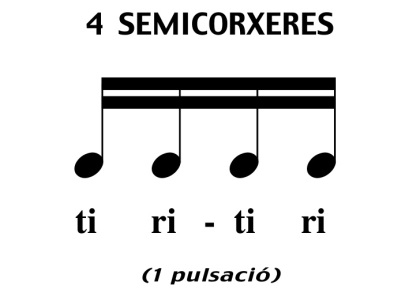 4 SEMICORXERES
ti ri - ti ri
(1 pulsació)